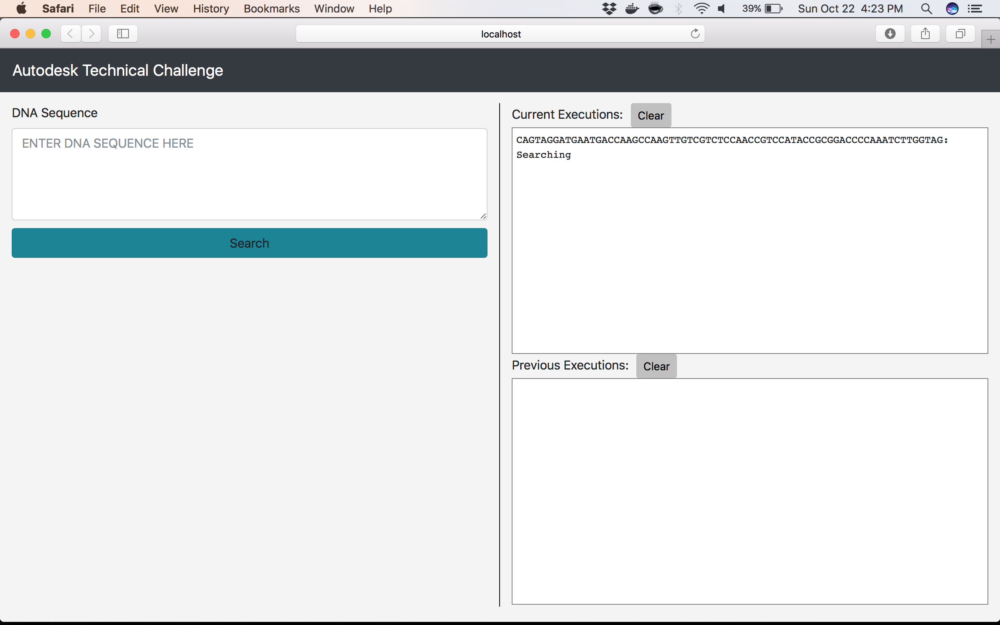 Safari File Edit View History Bookmarks Window Help 39% Sun Oct 22 4:23 PM
localhost
Autodesk Technical Challenge
DNA Sequence
ENTER DNA SEQUENCE HERE
Search
Current Executions: Clear
CAGTAGGATGAATGACCAAGCCAAGTTGTCGTCTCCAACCGTCCATACCGCGGACCCCAAATCTTGGTAG:
Searching
Previous Executions: Clear